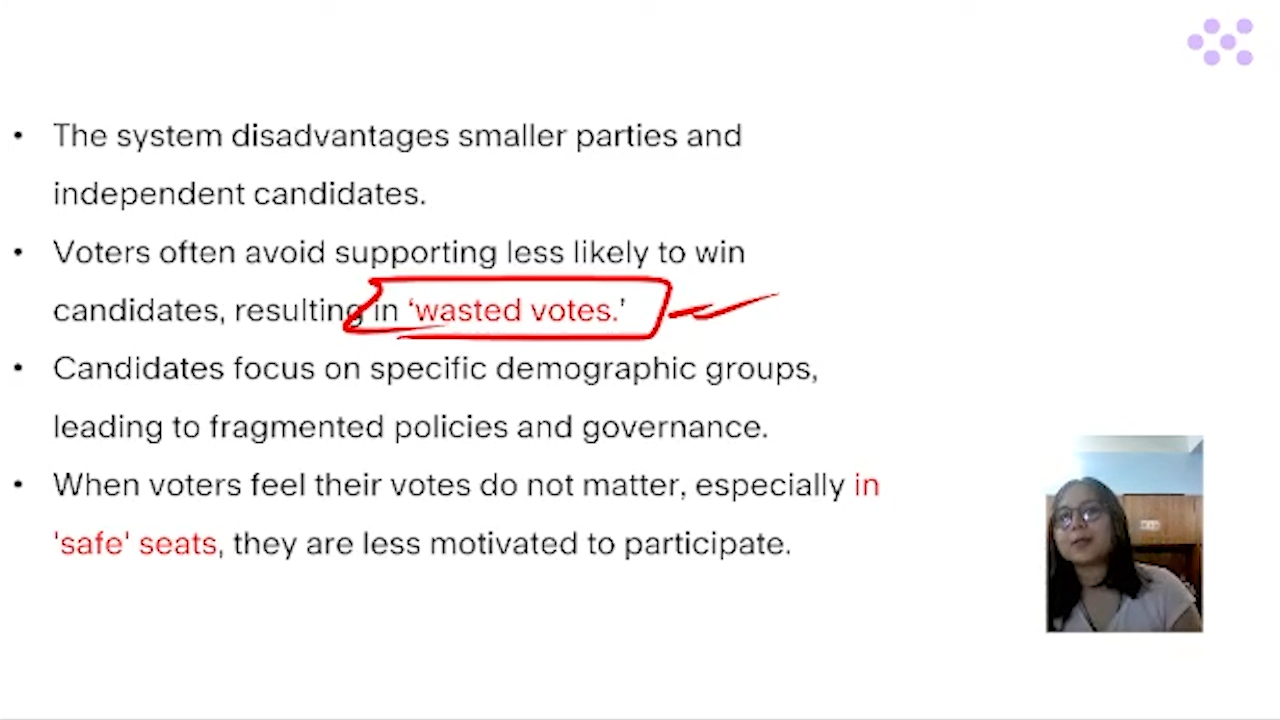 • The system disadvantages smaller parties and
independent candidates.
• Voters often avoid supporting less likely to win
candidates, resulting in ‘wasted votes.’
• Candidates focus on specific demographic groups,
leading to fragmented policies and governance.
• When voters feel their votes do not matter, especially in
'safe' seats, they are less motivated to participate.